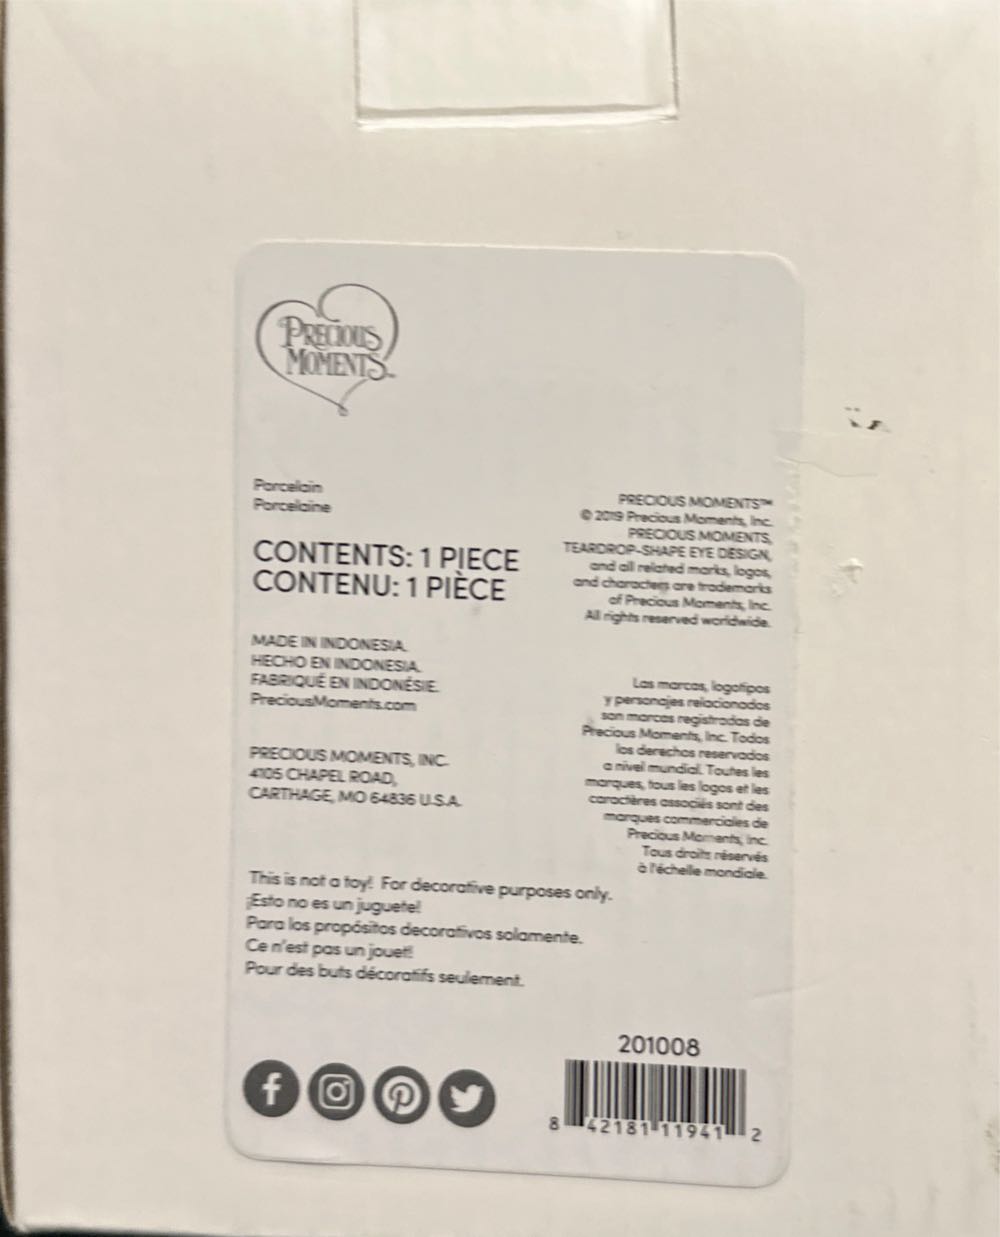 PRECIOUS
MOMENTS™
Porcelain
Porcelaine
CONTENTS: 1 PIECE
CONTENU: 1 PIÈCE
MADE IN INDONESIA.
HECHO EN INDONESIA.
FABRIQUÉ EN INDONÉSIE.
PreciousMoments.com
PRECIOUS MOMENTS, INC.
4105 CHAPEL ROAD,
CARTHAGE, MO 64836 U.S.A.
PRECIOUS MOMENTS™
© 2019 Precious Moments, Inc.
PRECIOUS MOMENTS,
TEARDROP-SHAPE EYE DESIGN,
and all related marks, logos,
and characters are trademarks
of Precious Moments, Inc.
All rights reserved worldwide.
Las marcas, logotipos
y personajes relacionados
son marcas registradas de
Precious Moments, Inc. Todos
los derechos reservados
a nivel mundial. Toutes les
marques, tous les logos et les
caractères associés sont des
marques commerciales de
Precious Moments, Inc.
Tous droits réservés
à l'échelle mondiale.
This is not a toy! For decorative purposes only.
¡Esto no es un juguete!
Para los propósitos decorativos solamente.
Ce n'est pas un jouet!
Pour des buts décoratifs seulement.
201008
8 42181 11941 2